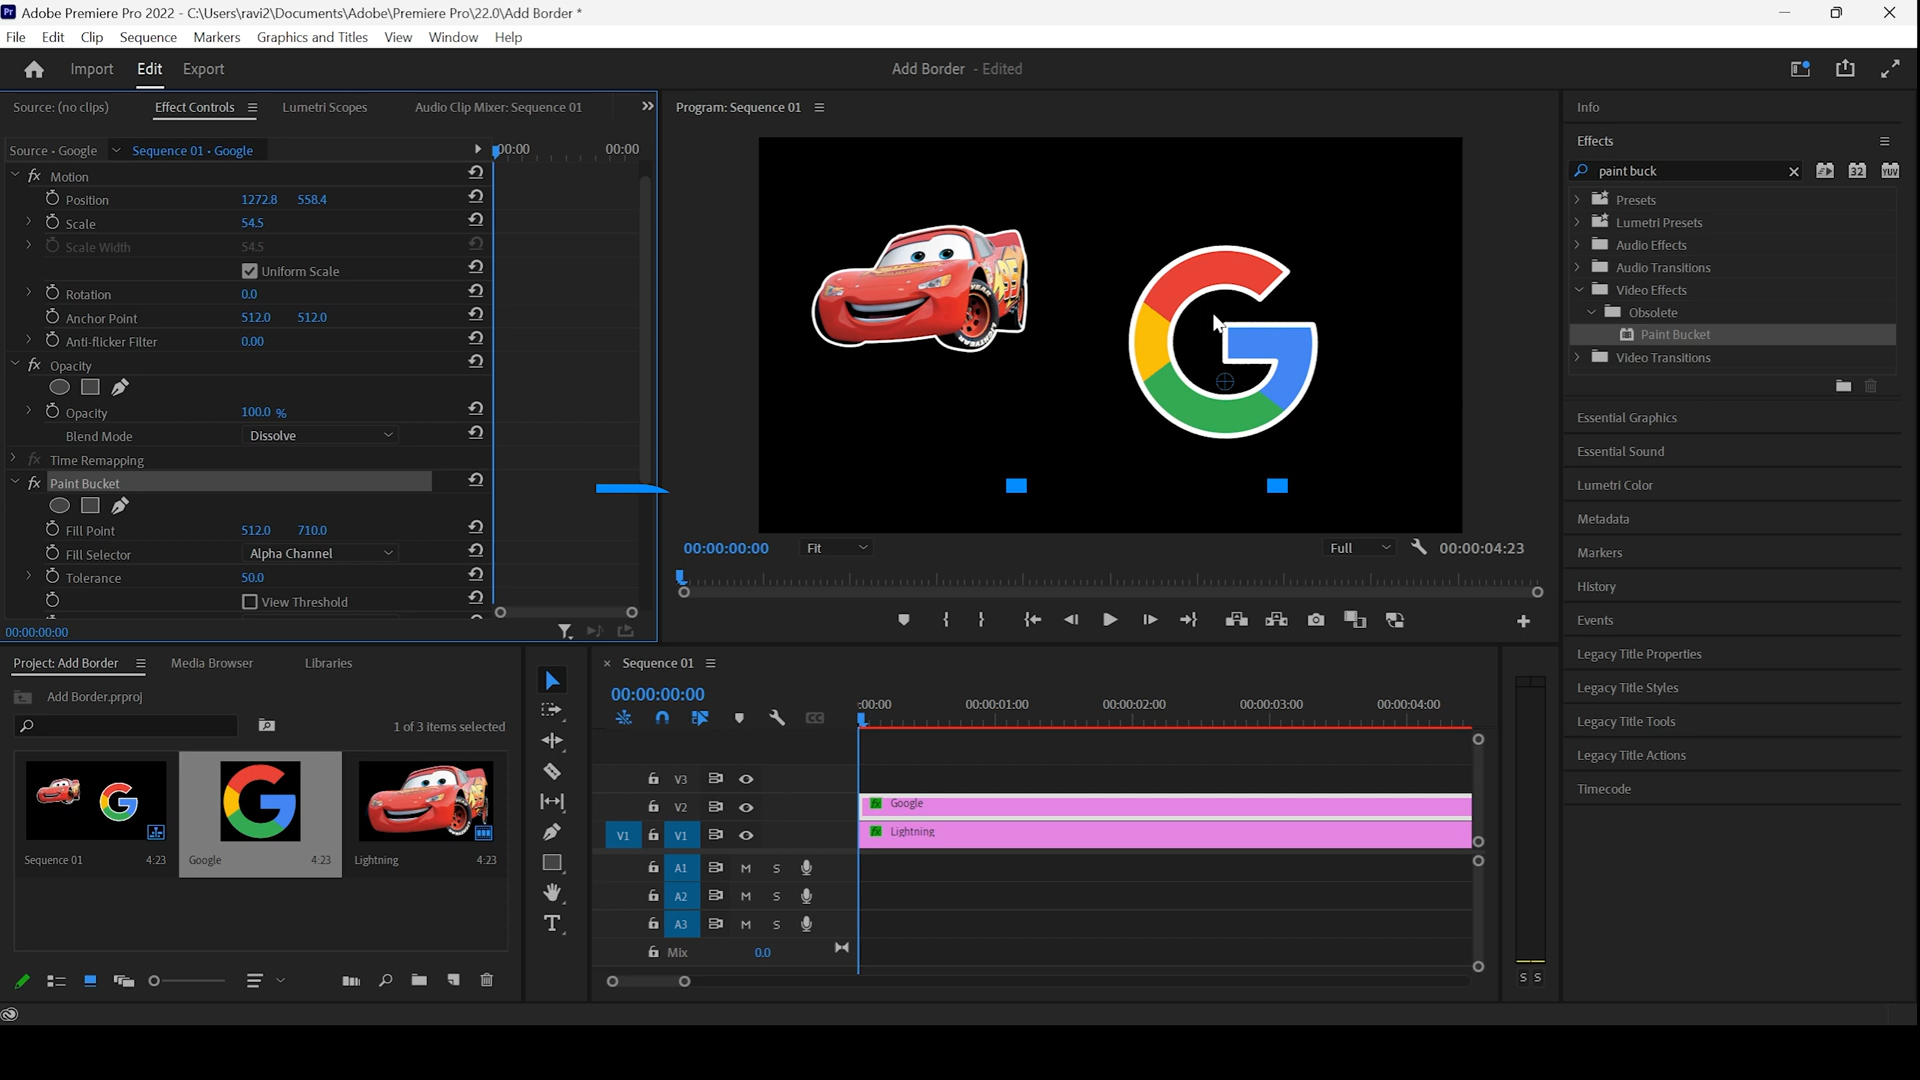 Pr Adobe Premiere Pro 2022 - C:\Users\ravi2\Documents\Adobe\Premiere Pro\22.0\Add Border *
File Edit Clip Sequence Markers Graphics and Titles View Window Help
Import Edit Export
Add Border - Edited
Source: (no clips) Effect Controls Lumetri Scopes Audio Clip Mixer: Sequence 01
Source • Google Sequence 01 • Google :00:00 00:00
fx Motion
Position 1272.8 558.4
Scale 54.5
Scale Width 54.5
Uniform Scale
Rotation 0.0
Anchor Point 512.0 512.0
Anti-flicker Filter 0.00
fx Opacity
Opacity 100.0 %
Blend Mode Dissolve
fx Time Remapping
fx Paint Bucket
Fill Point 512.0 710.0
Fill Selector Alpha Channel
Tolerance 50.0
View Threshold
00:00:00:00
Program: Sequence 01
00:00:00:00 Fit Full 00:00:04:23
Info
Effects
paint buck 32 YUV
Presets
Lumetri Presets
Audio Effects
Audio Transitions
Video Effects
Obsolete
Paint Bucket
Video Transitions
Essential Graphics
Essential Sound
Lumetri Color
Metadata
Markers
History
Events
Legacy Title Properties
Legacy Title Styles
Legacy Title Tools
Legacy Title Actions
Timecode
Project: Add Border Media Browser Libraries
Add Border.prproj
1 of 3 items selected
Sequence 01 4:23 Google 4:23 Lightning 4:23
× Sequence 01
00:00:00:00
:00:00 00:00:01:00 00:00:02:00 00:00:03:00 00:00:04:00
V3
V2 fx Google
V1 V1 fx Lightning
A1 M S
A2 M S
A3 M S
Mix 0.0
S S